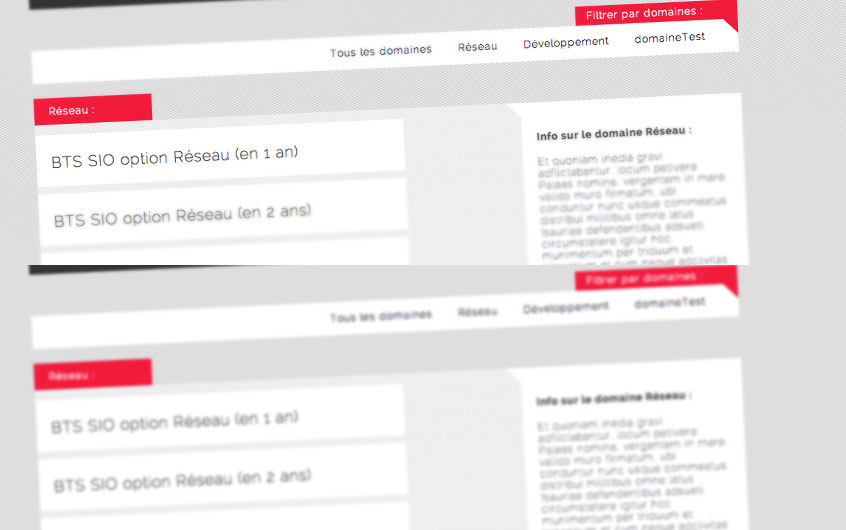 Filtrer par domaines :
Tous les domaines Réseau Développement domaineTest
Réseau :
BTS SIO option Réseau (en 1 an)
BTS SIO option Réseau (en 2 ans)
Info sur le domaine Réseau :
Et quoniam inedia gravi
adflictabantur, locum petivere
Paleas nomine, vergentem in mare,
valido muro firmatum, ubi
conduntur nunc usque commeatus
distribui militibus omne latus
Isauriae defendentibus adsueti.
circumstetere igitur hoc
munimentum per triduum et
Filtrer par domaines :
Tous les domaines Réseau Développement domaineTest
Réseau :
BTS SIO option Réseau (en 1 an)
BTS SIO option Réseau (en 2 ans)
Info sur le domaine Réseau :
Et quoniam inedia gravi
adflictabantur, locum petivere
Paleas nomine, vergentem in mare,
valido muro firmatum, ubi
conduntur nunc usque commeatus
distribui militibus omne latus
Isauriae defendentibus adsueti.
circumstetere igitur hoc
munimentum per triduum et